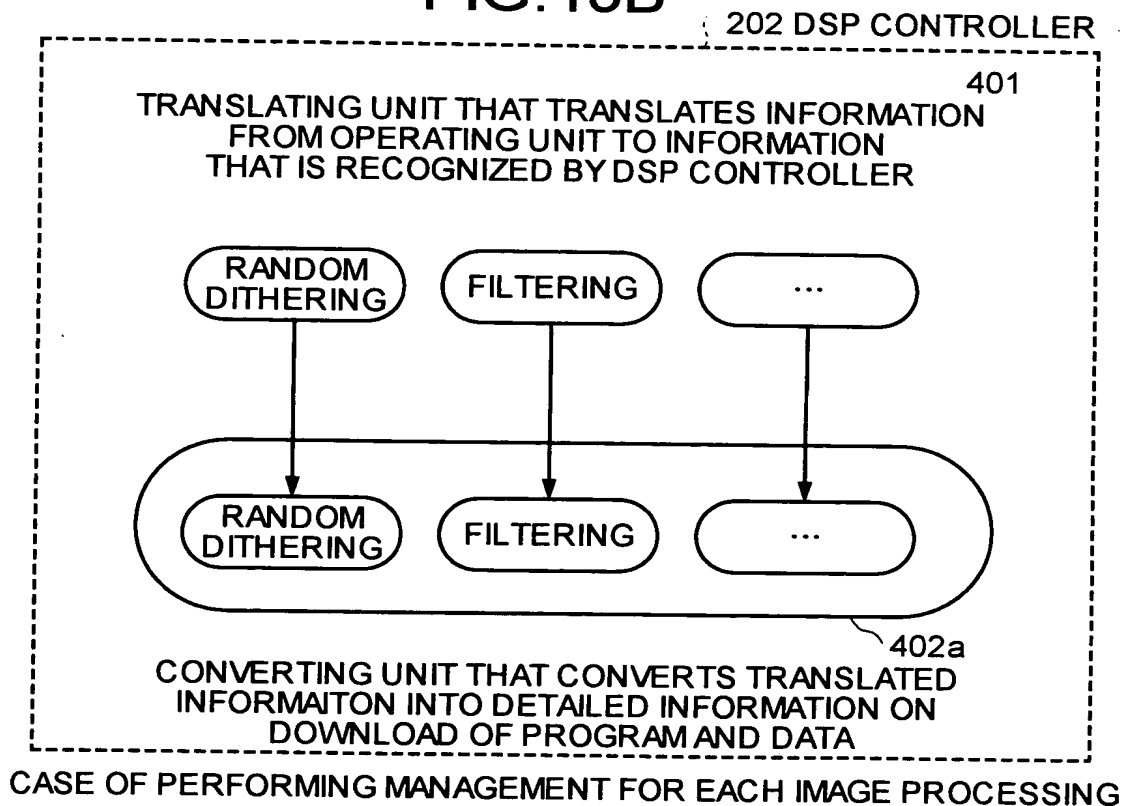 202 DSP CONTROLLER
401
TRANSLATING UNIT THAT TRANSLATES INFORMATION
FROM OPERATING UNIT TO INFORMATION
THAT IS RECOGNIZED BY DSP CONTROLLER
RANDOM
DITHERING
FILTERING
...
RANDOM
DITHERING
FILTERING
...
402a
CONVERTING UNIT THAT CONVERTS TRANSLATED
INFORMAITON INTO DETAILED INFORMATION ON
DOWNLOAD OF PROGRAM AND DATA
CASE OF PERFORMING MANAGEMENT FOR EACH IMAGE PROCESSING